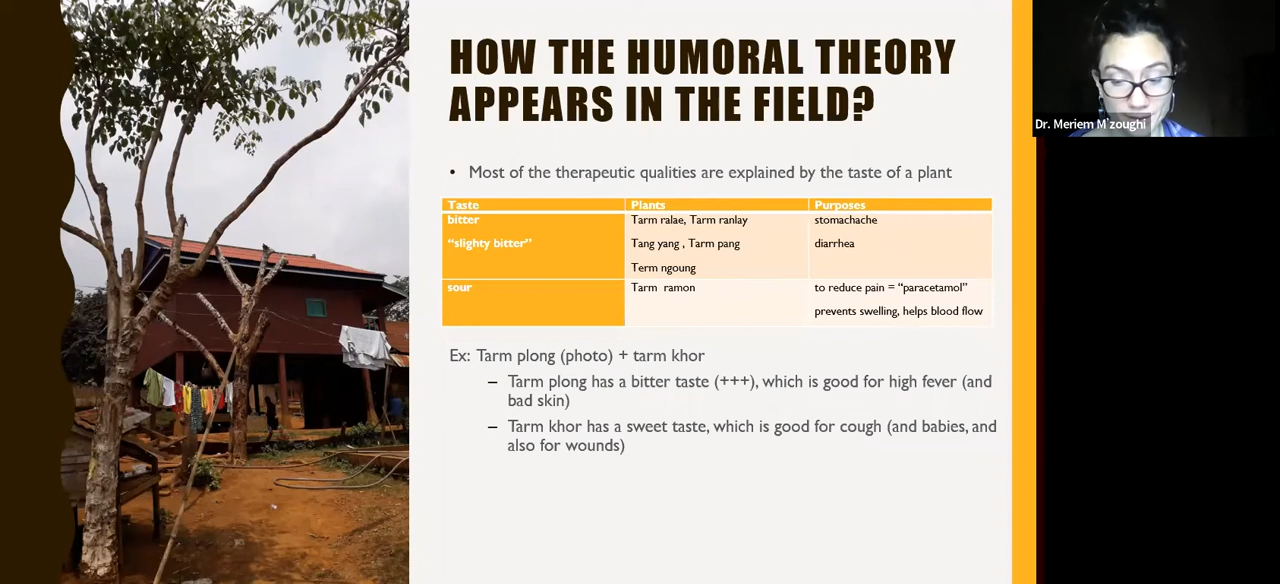 HOW THE HUMORAL THEORY
APPEARS IN THE FIELD?
• Most of the therapeutic qualities are explained by the taste of a plant
Taste Plants Purposes
bitter Tarm ralae, Tarm ranlay stomachache
"slighty bitter" Tang yang , Tarm pang diarrhea
Term ngoung
sour Tarm ramon to reduce pain = "paracetamol"
prevents swelling, helps blood flow
Ex: Tarm plong (photo) + tarm khor
– Tarm plong has a bitter taste (+++), which is good for high fever (and
bad skin)
– Tarm khor has a sweet taste, which is good for cough (and babies, and
also for wounds)
Dr. Meriem M'zoughi